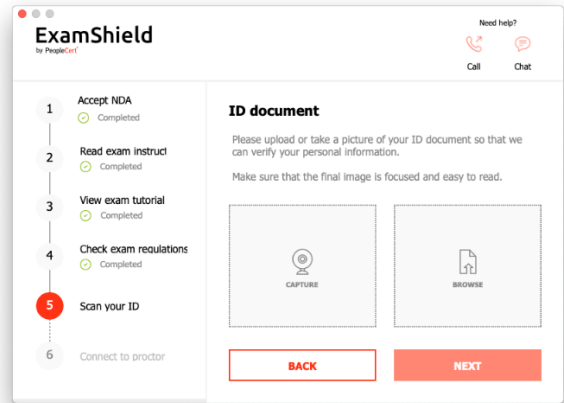 ExamShield
by PeopleCert
Need help?
Call
Chat
1
Accept NDA
Completed
2
Read exam instruct
Completed
3
View exam tutorial
Completed
4
Check exam regulations
Completed
5
Scan your ID
6
Connect to proctor
ID document
Please upload or take a picture of your ID document so that we
can verify your personal information.
Make sure that the final image is focused and easy to read.
CAPTURE
BROWSE
BACK
NEXT